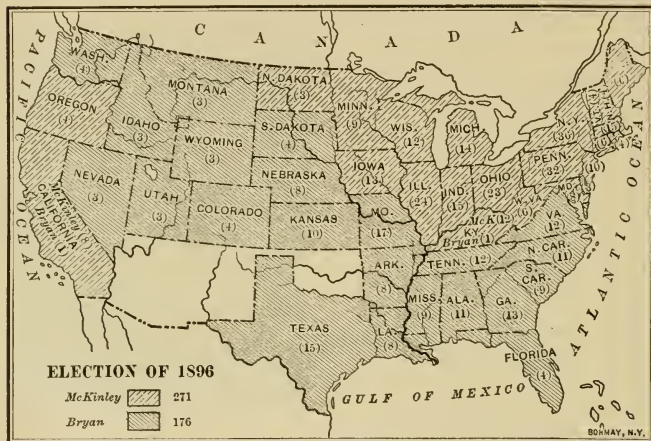 C A N A D A
PACIFIC OCEAN
WASH.
(4)
OREGON
(4)
CALIFORNIA
McKinley (8)
Bryan (1)
NEVADA
(3)
IDAHO
(3)
MONTANA
(3)
WYOMING
(3)
UTAH
(3)
COLORADO
(4)
N. DAKOTA
(3)
S. DAKOTA
(4)
NEBRASKA
(8)
KANSAS
(10)
TEXAS
(15)
MINN.
(9)
IOWA
(13)
MO.
(17)
ARK.
(8)
LA.
(8)
WIS.
(12)
MICH.
(14)
ILL.
(24)
IND.
(15)
OHIO
(23)
KY.
McK (12)
Bryan (1)
TENN. (12)
MISS.
(9)
ALA.
(11)
GA.
(13)
FLORIDA
(4)
S.
CAR.
(9)
N. CAR.
(11)
VA.
(12)
W. VA.
(6)
PENN.
(32)
N.Y.
(36)
(6)
(4)
(10)
MD.
ATLANTIC OCEAN
GULF OF MEXICO
ELECTION OF 1896
McKinley 271
Bryan 176
BORMAY, N.Y.